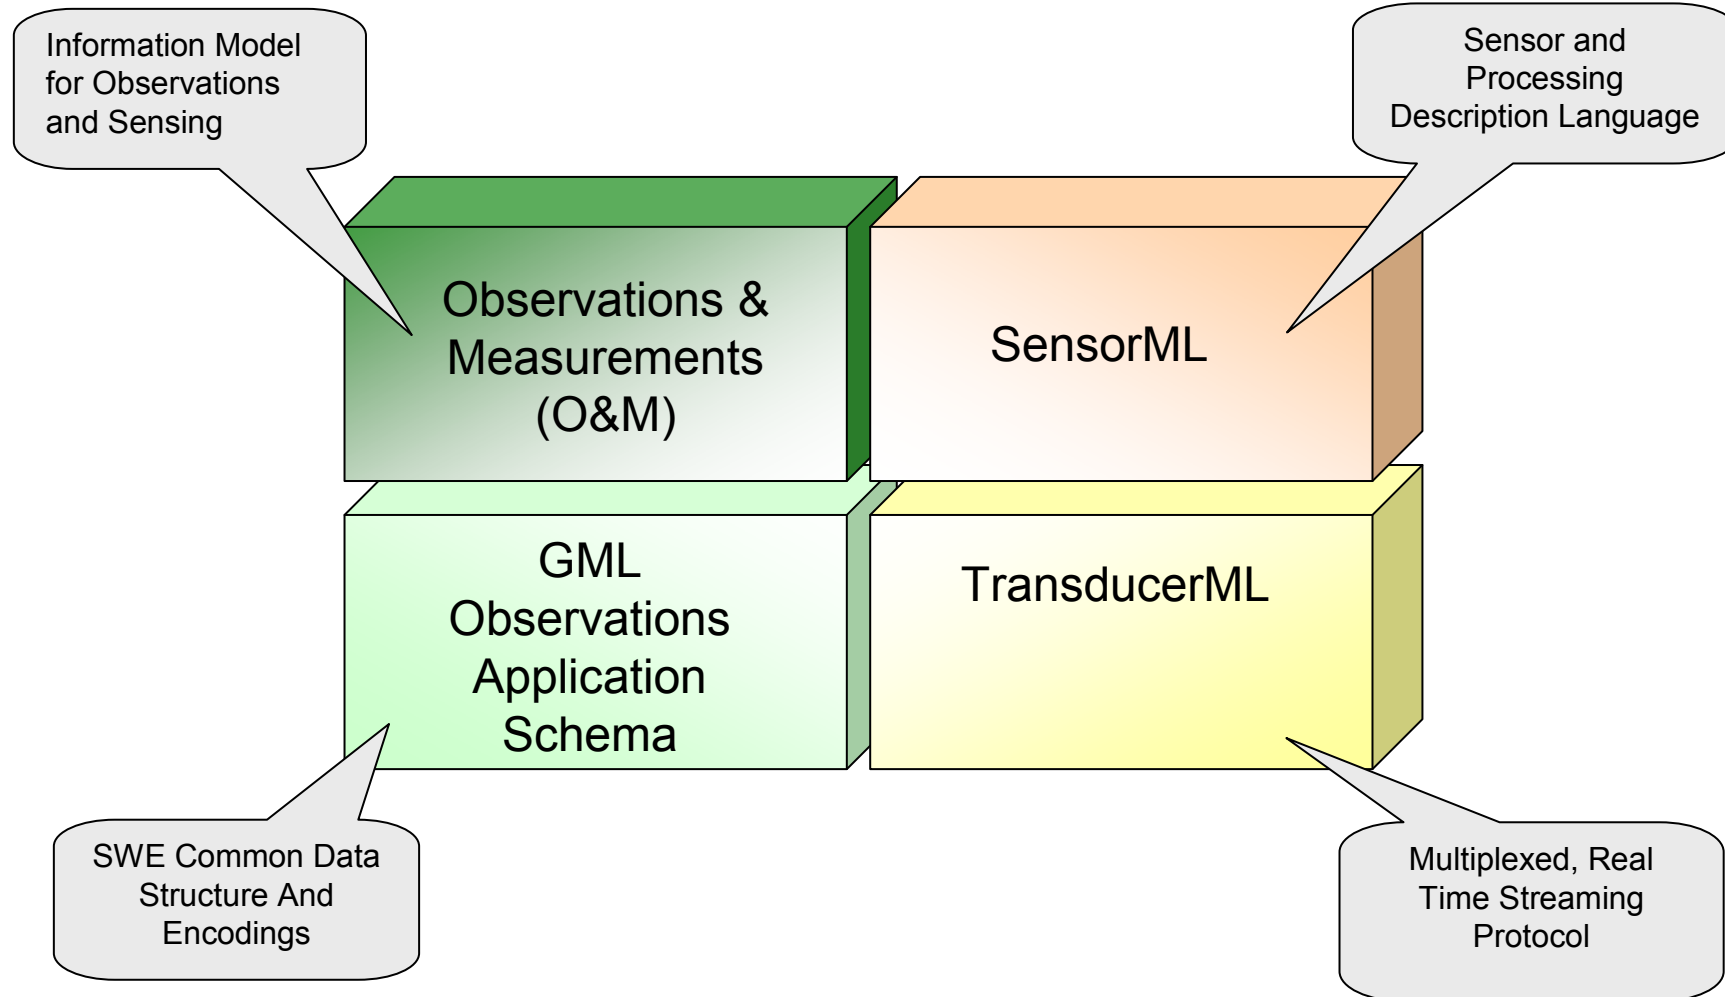 Information Model
for Observations
and Sensing
Sensor and
Processing
Description Language
Observations &
Measurements
(O&M)
SensorML
GML
Observations
Application
Schema
TransducerML
SWE Common Data
Structure And
Encodings
Multiplexed, Real
Time Streaming
Protocol